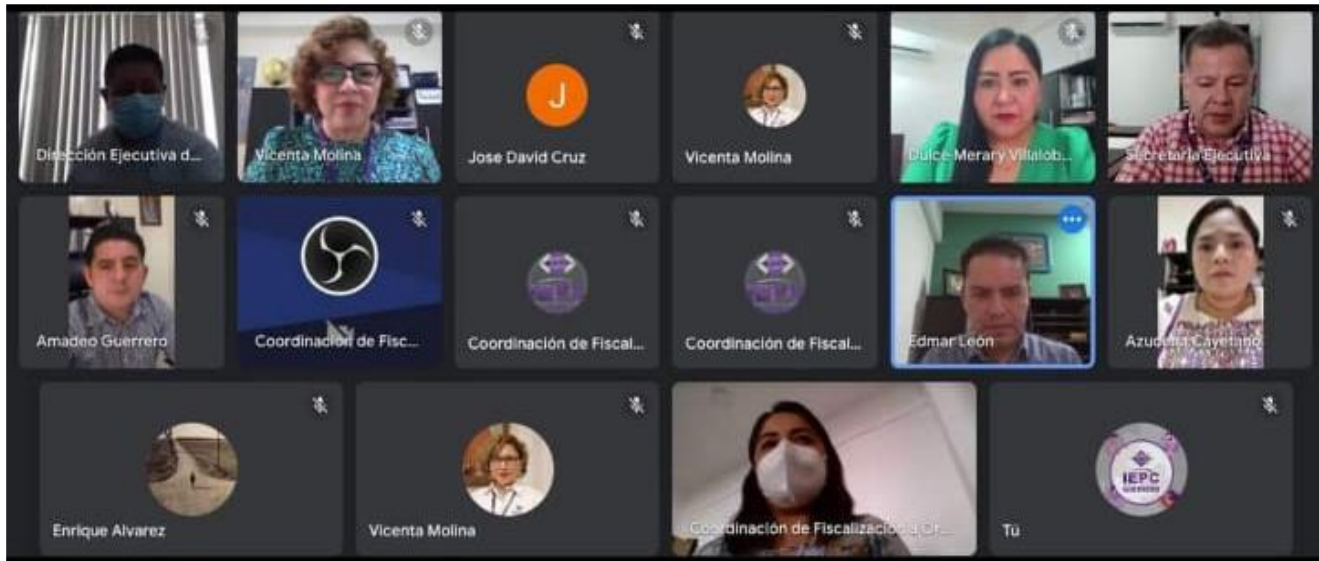 Dirección Ejecutiva d...
Vicenta Molina
J
Jose David Cruz
Vicenta Molina
Dulce Merary Villalob...
Secretaría Ejecutiva
Amadeo Guerrero
Coordinación de Fisc...
Coordinación de Fiscal...
Coordinación de Fiscal...
Edmar León
Azucena Cayetano
Enrique Alvarez
Vicenta Molina
Coordinación de Fiscalización a Or...
IEPC
GUERRERO
Tú